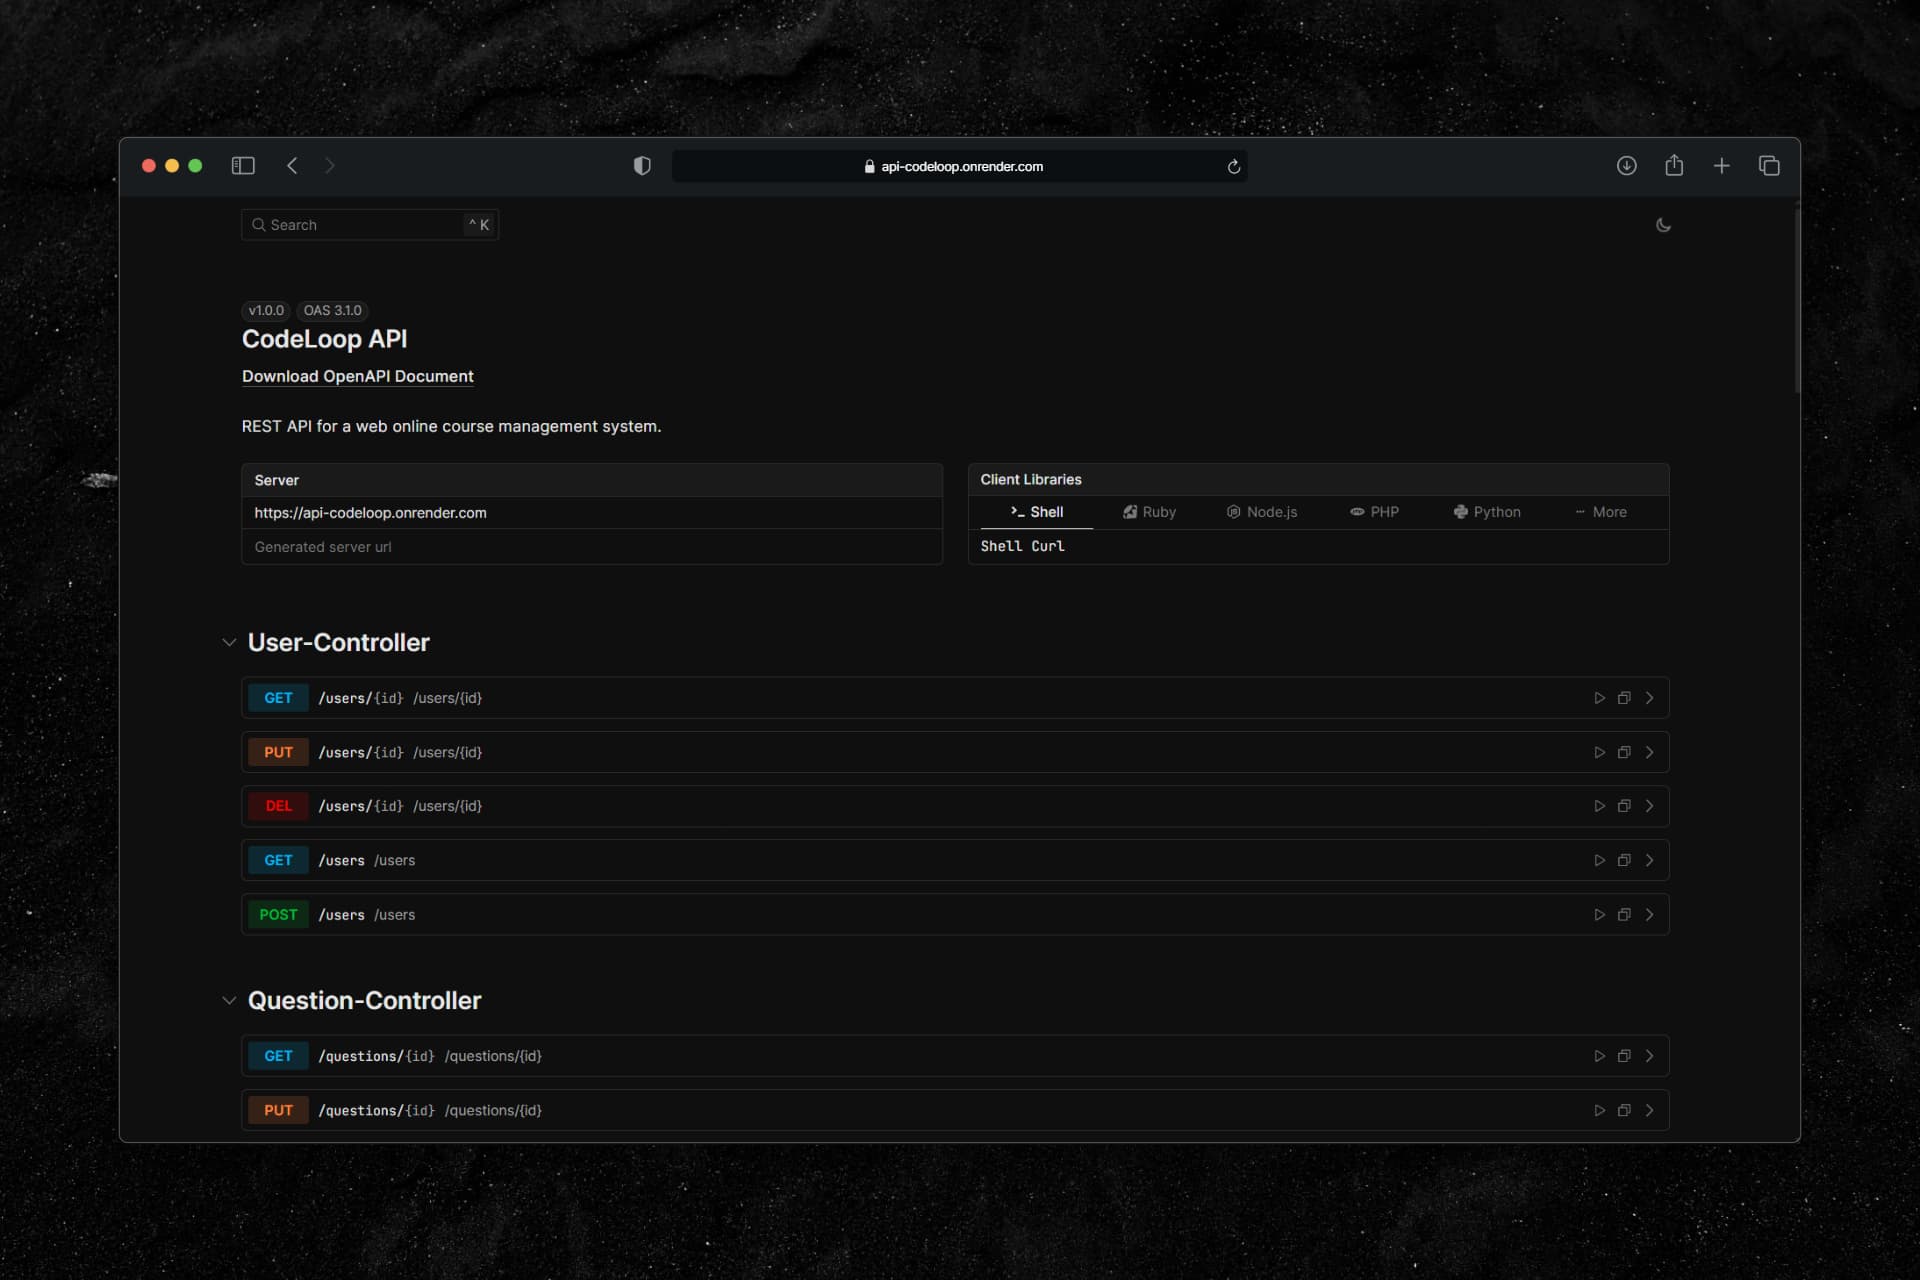 api-codeloop.onrender.com
Search ^ K
v1.0.0 OAS 3.1.0
CodeLoop API
Download OpenAPI Document
REST API for a web online course management system.
Server
https://api-codeloop.onrender.com
Generated server url
Client Libraries
Shell Ruby Node.js PHP Python More
Shell Curl
User-Controller
GET /users/{id} /users/{id}
PUT /users/{id} /users/{id}
DEL /users/{id} /users/{id}
GET /users /users
POST /users /users
Question-Controller
GET /questions/{id} /questions/{id}
PUT /questions/{id} /questions/{id}